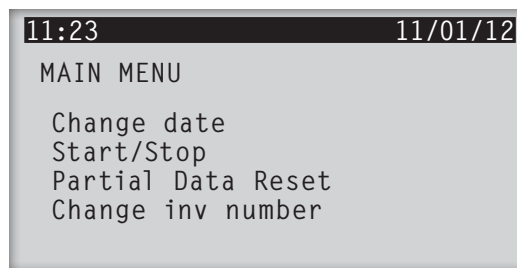 11:23 11/01/12
MAIN MENU
Change date
Start/Stop
Partial Data Reset
Change inv number